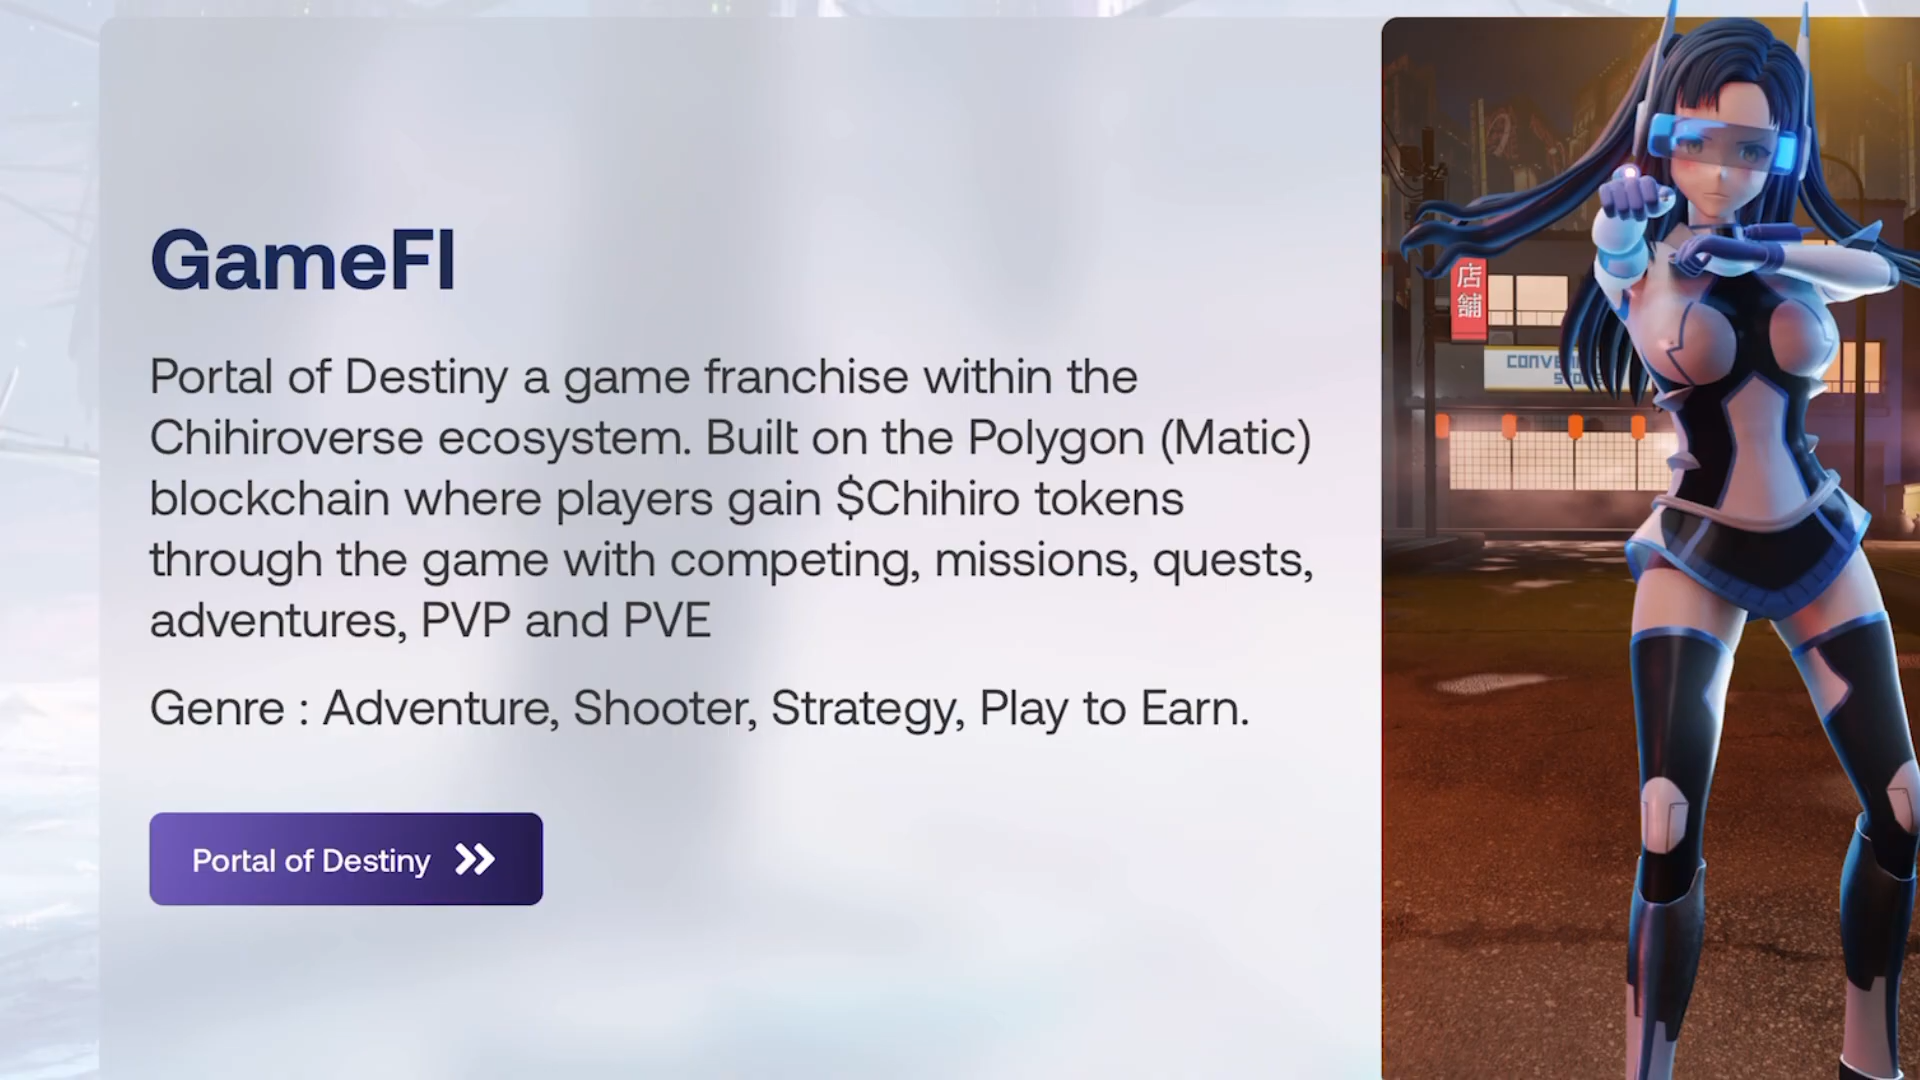 GameFI
Portal of Destiny a game franchise within the
Chihiroverse ecosystem. Built on the Polygon (Matic)
blockchain where players gain $Chihiro tokens
through the game with competing, missions, quests,
adventures, PVP and PVE
Genre : Adventure, Shooter, Strategy, Play to Earn.
Portal of Destiny
店
舖